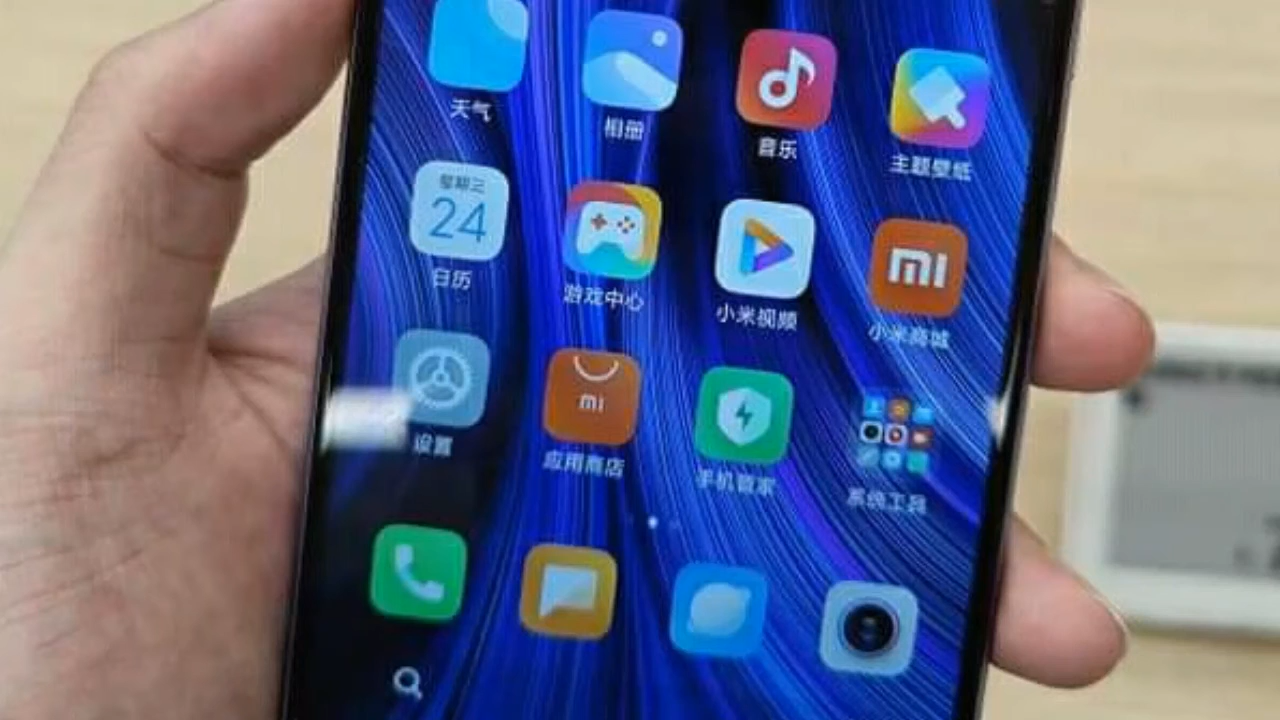 天气
相册
音乐
主题壁纸
星期三
24
日历
游戏中心
小米视频
mi
小米商城
设置
mi
应用商店
手机管家
系统工具